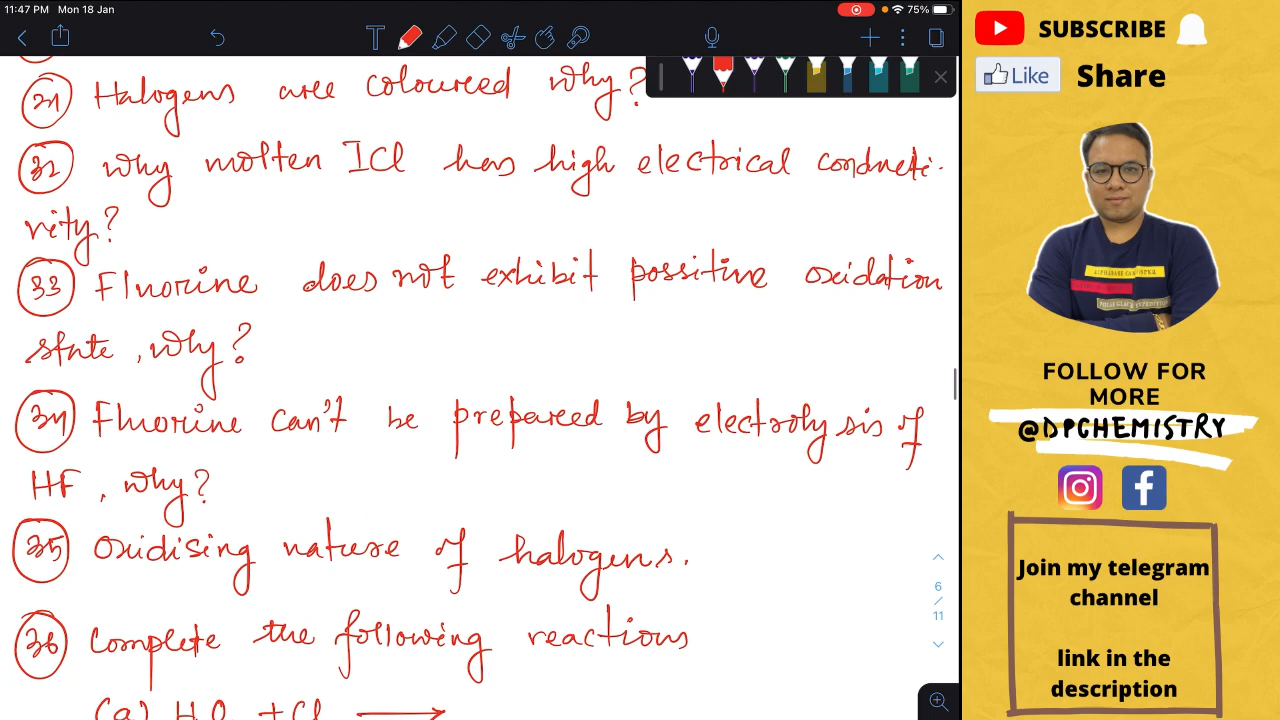 11:47 PM Mon 18 Jan
75%
31 Halogens are coloured why?
32 why molten ICl has high electrical conducti-
vity?
33 Fluorine does not exhibit possitive oxidation
state, why?
34 Fluorine can't be prepared by electrolysis of
HF, why?
35 Oxidising nature of halogens.
36 Complete the following reactions
6
/
11
SUBSCRIBE
Like Share
FOLLOW FOR
MORE
@DPCHEMISTRY
Join my telegram
channel
link in the
description